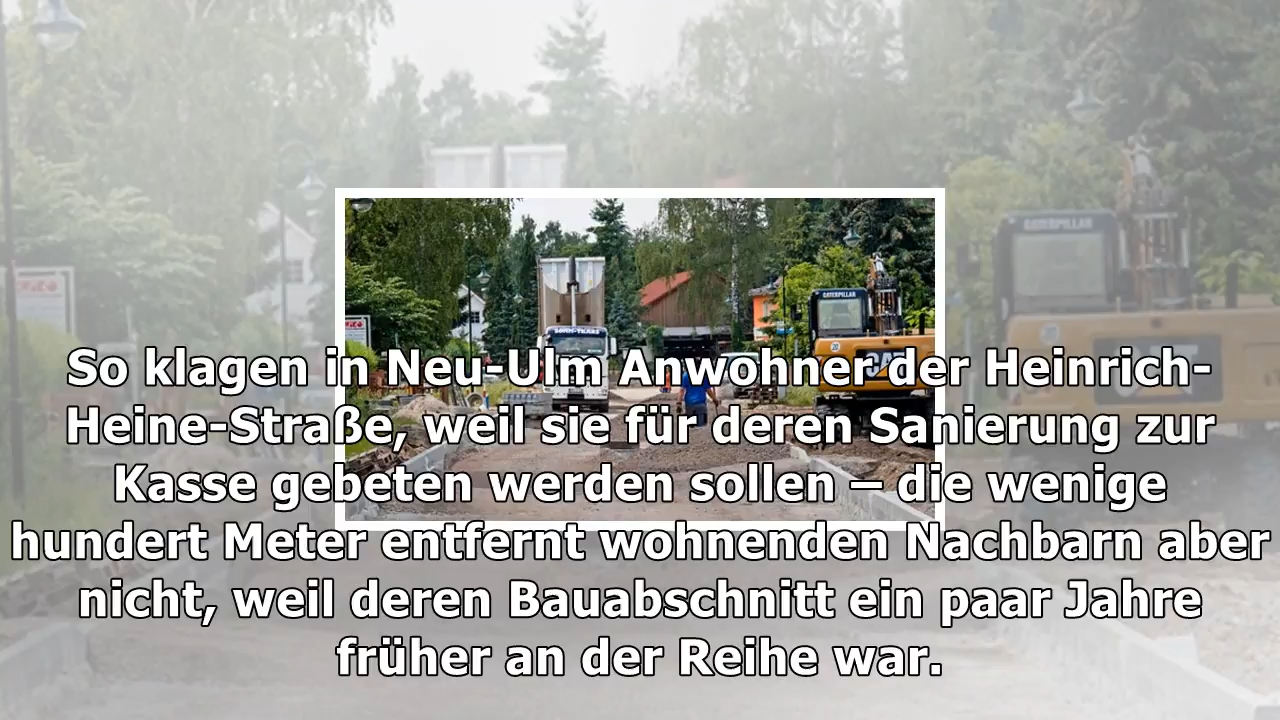 CATERPILLAR
CATERPILLAR
So klagen in Neu-Ulm Anwohner der Heinrich-
Heine-Straße, weil sie für deren Sanierung zur
Kasse gebeten werden sollen – die wenige
hundert Meter entfernt wohnenden Nachbarn aber
nicht, weil deren Bauabschnitt ein paar Jahre
früher an der Reihe war.